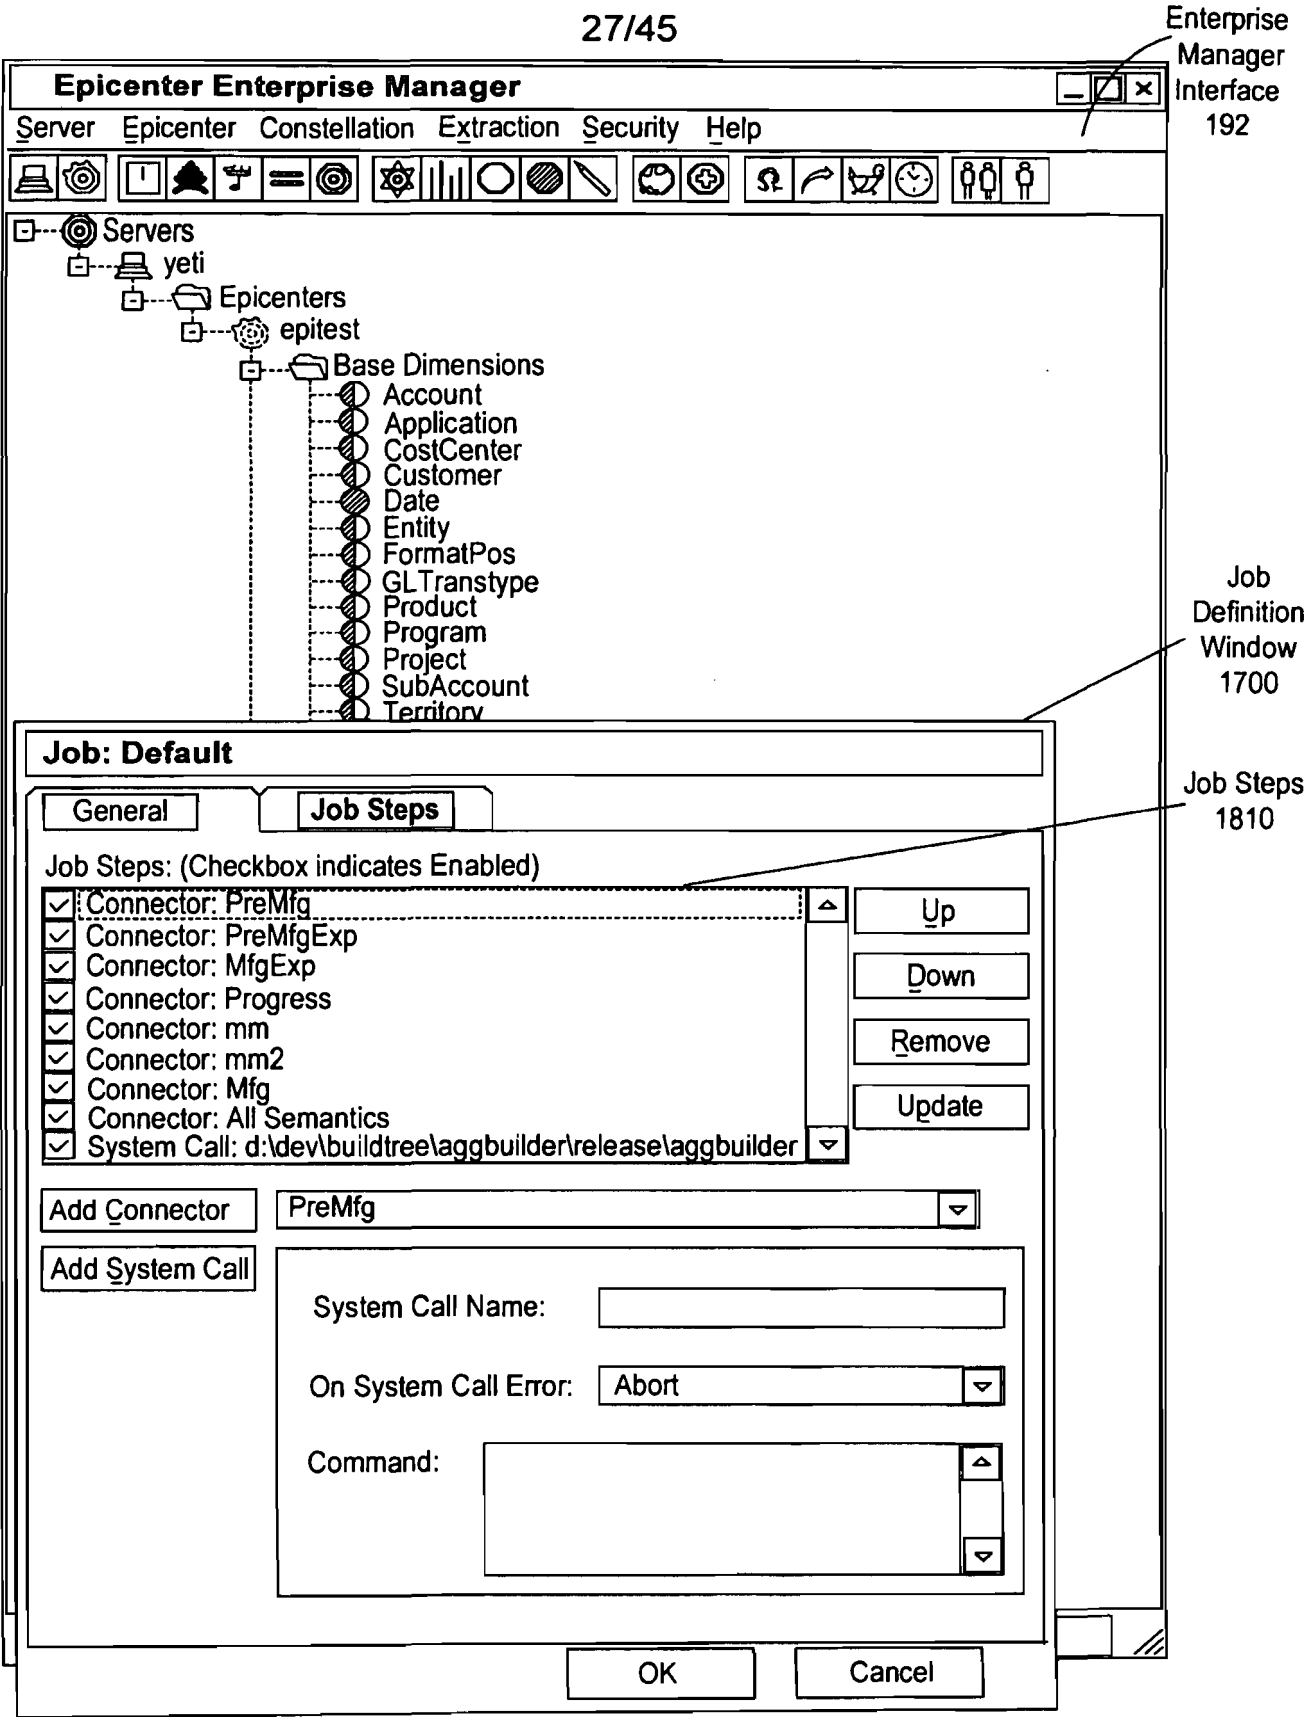 27/45
Enterprise
Manager
Interface
192
Epicenter Enterprise Manager
Server Epicenter Constellation Extraction Security Help
Servers
yeti
Epicenters
epitest
Base Dimensions
Account
Application
CostCenter
Customer
Date
Entity
FormatPos
GLTranstype
Product
Program
Project
SubAccount
Territory
Job
Definition
Window
1700
Job: Default
General Job Steps
Job Steps
1810
Job Steps: (Checkbox indicates Enabled)
Connector: PreMfg
Connector: PreMfgExp
Connector: MfgExp
Connector: Progress
Connector: mm
Connector: mm2
Connector: Mfg
Connector: All Semantics
System Call: d:\dev\buildtree\aggbuilder\release\aggbuilder
Up
Down
Remove
Update
Add Connector PreMfg
Add System Call
System Call Name:
On System Call Error: Abort
Command:
OK Cancel